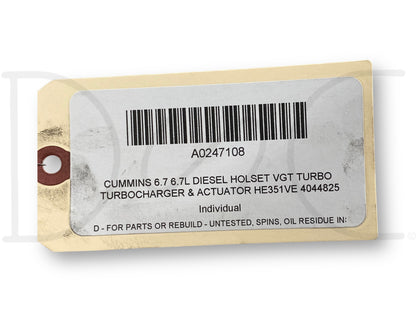 A0247108
CUMMINS 6.7 6.7L DIESEL HOLSET VGT TURBO
TURBOCHARGER & ACTUATOR HE351VE 4044825
Individual
D - FOR PARTS OR REBUILD - UNTESTED, SPINS, OIL RESIDUE IN: